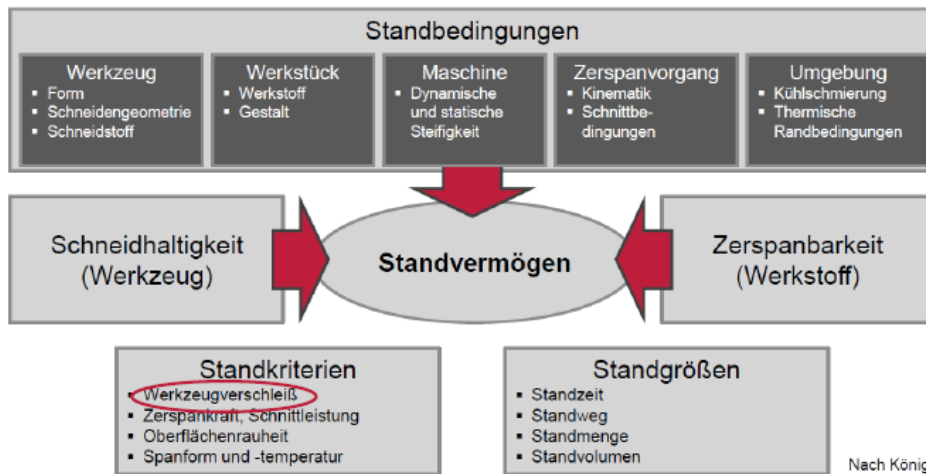 Standbedingungen
Werkzeug
▪ Form
▪ Schneidengeometrie
▪ Schneidstoff
Werkstück
▪ Werkstoff
▪ Gestalt
Maschine
▪ Dynamische
und statische
Steifigkeit
Zerspanvorgang
▪ Kinematik
▪ Schnittbe-
dingungen
Umgebung
▪ Kühlschmierung
▪ Thermische
Randbedingungen
Schneidhaltigkeit
(Werkzeug)
Standvermögen
Zerspanbarkeit
(Werkstoff)
Standkriterien
▪ Werkzeugverschleiß
▪ Zerspankraft, Schnittleistung
▪ Oberflächenrauheit
▪ Spanform und -temperatur
Standgrößen
▪ Standzeit
▪ Standweg
▪ Standmenge
▪ Standvolumen
Nach König